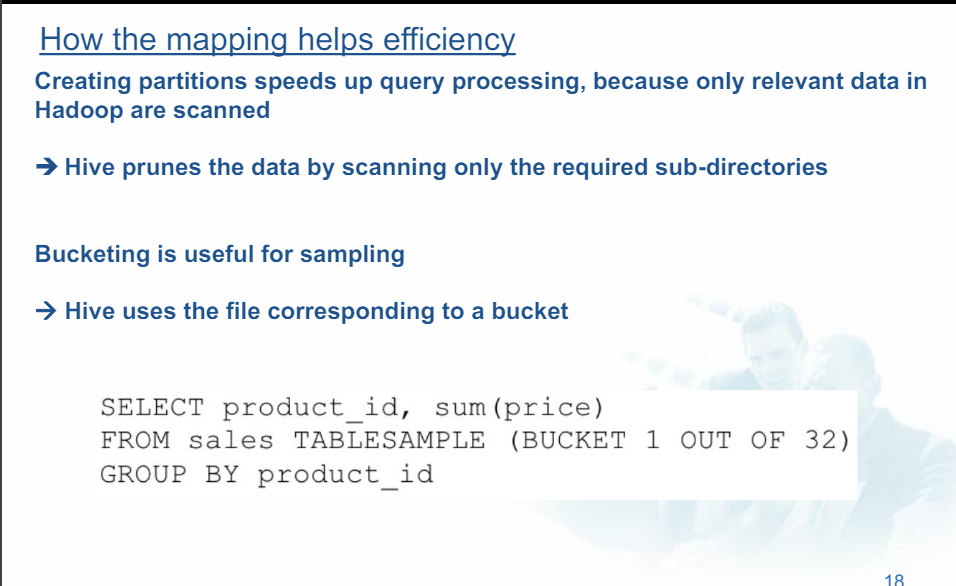 How the mapping helps efficiency
Creating partitions speeds up query processing, because only relevant data in
Hadoop are scanned
➔ Hive prunes the data by scanning only the required sub-directories
Bucketing is useful for sampling
→ Hive uses the file corresponding to a bucket
SELECT product_id, sum(price)
FROM sales TABLESAMPLE (BUCKET 1 OUT OF 32)
GROUP BY product_id
18